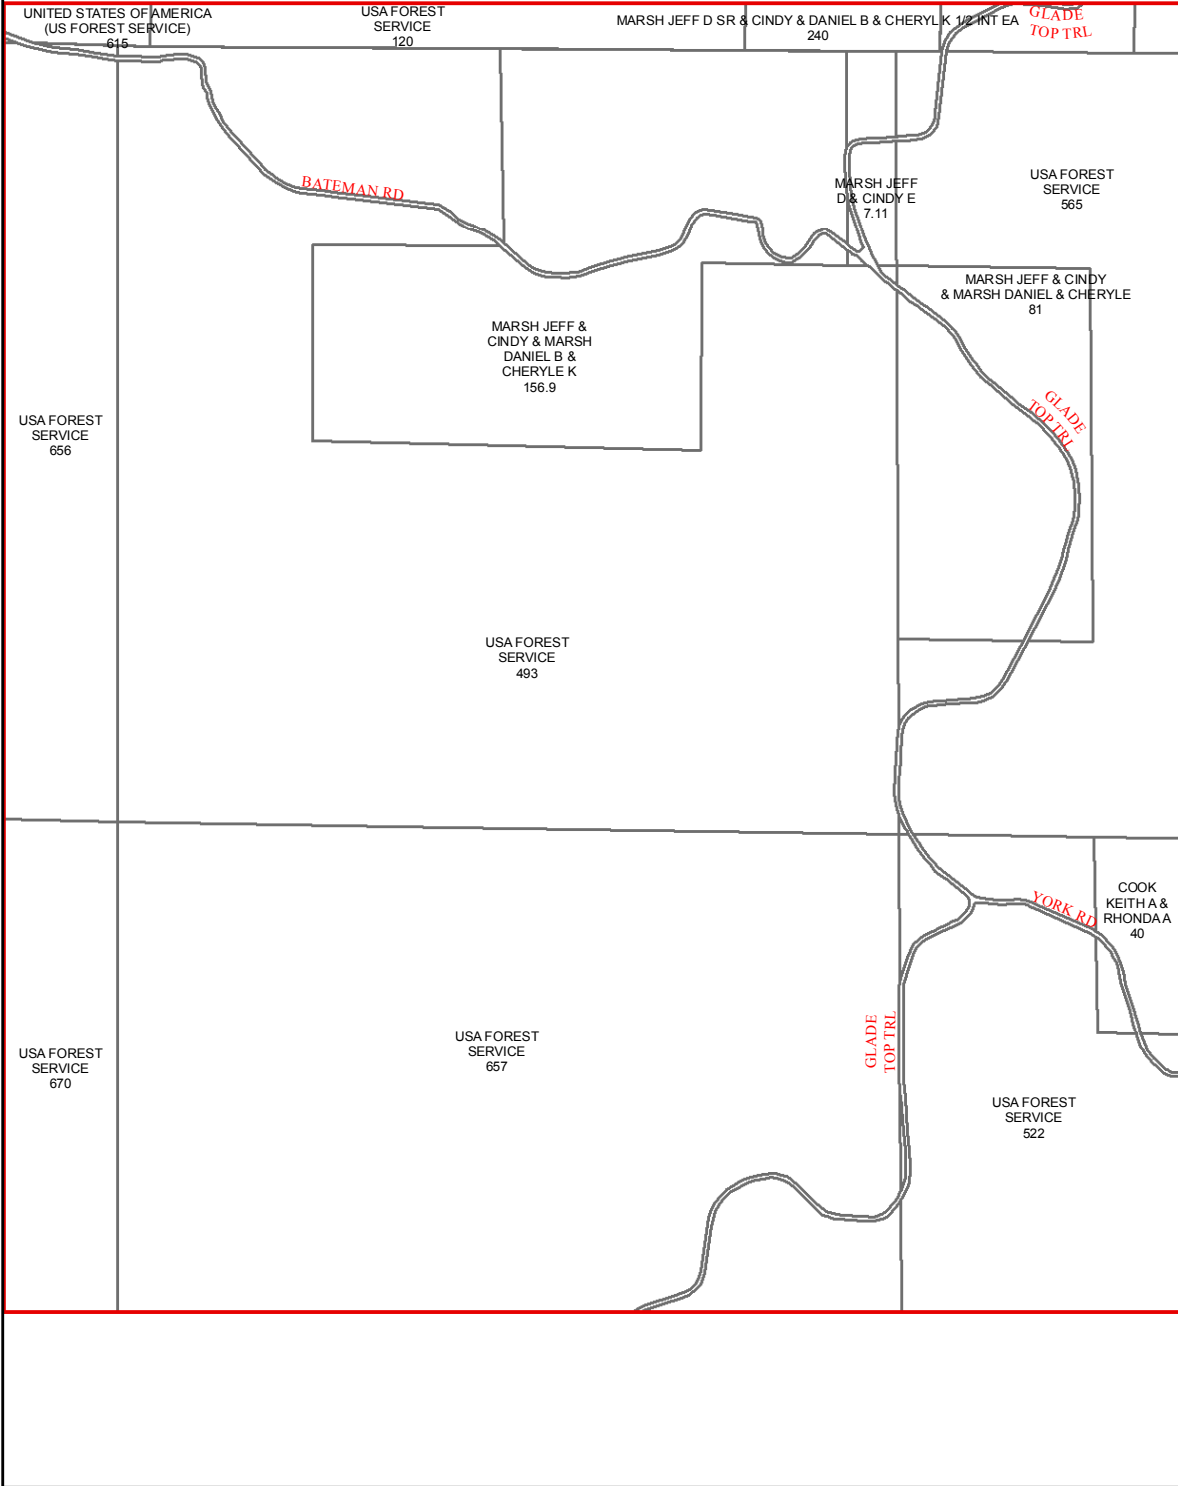 UNITED STATES OF AMERICA
(US FOREST SERVICE)
615
USA FOREST
SERVICE
120
MARSH JEFF D SR & CINDY & DANIEL B & CHERYL K 1/2 INT EA
240
GLADE
TOP TRL
BATEMAN RD
MARSH JEFF
D & CINDY E
7.11
USA FOREST
SERVICE
565
MARSH JEFF & CINDY
& MARSH DANIEL & CHERYLE
81
MARSH JEFF &
CINDY & MARSH
DANIEL B &
CHERYLE K
156.9
GLADE
TOP TRL
USA FOREST
SERVICE
656
USA FOREST
SERVICE
493
YORK RD
COOK
KEITH A &
RHONDA A
40
GLADE
TOP TRL
USA FOREST
SERVICE
670
USA FOREST
SERVICE
657
USA FOREST
SERVICE
522